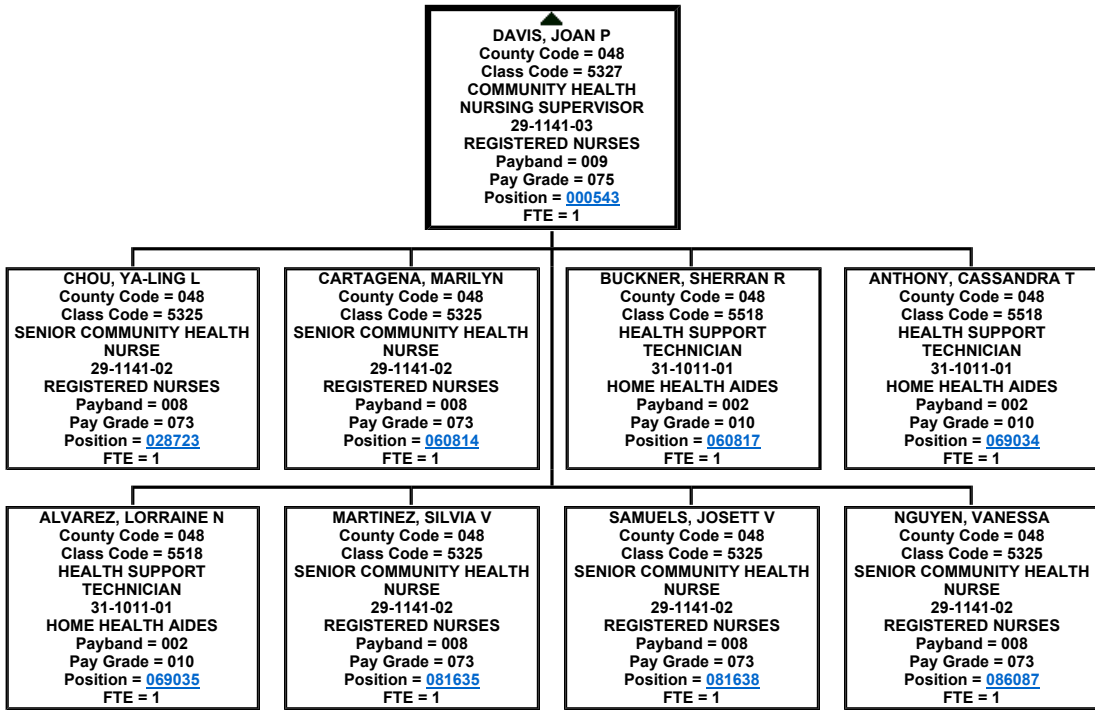 DAVIS, JOAN P
County Code = 048
Class Code = 5327
COMMUNITY HEALTH
NURSING SUPERVISOR
29-1141-03
REGISTERED NURSES
Payband = 009
Pay Grade = 075
Position = 000543
FTE = 1
CHOU, YA-LING L
County Code = 048
Class Code = 5325
SENIOR COMMUNITY HEALTH
NURSE
29-1141-02
REGISTERED NURSES
Payband = 008
Pay Grade = 073
Position = 028723
FTE = 1
CARTAGENA, MARILYN
County Code = 048
Class Code = 5325
SENIOR COMMUNITY HEALTH
NURSE
29-1141-02
REGISTERED NURSES
Payband = 008
Pay Grade = 073
Position = 060814
FTE = 1
BUCKNER, SHERRAN R
County Code = 048
Class Code = 5518
HEALTH SUPPORT
TECHNICIAN
31-1011-01
HOME HEALTH AIDES
Payband = 002
Pay Grade = 010
Position = 060817
FTE = 1
ANTHONY, CASSANDRA T
County Code = 048
Class Code = 5518
HEALTH SUPPORT
TECHNICIAN
31-1011-01
HOME HEALTH AIDES
Payband = 002
Pay Grade = 010
Position = 069034
FTE = 1
ALVAREZ, LORRAINE N
County Code = 048
Class Code = 5518
HEALTH SUPPORT
TECHNICIAN
31-1011-01
HOME HEALTH AIDES
Payband = 002
Pay Grade = 010
Position = 069035
FTE = 1
MARTINEZ, SILVIA V
County Code = 048
Class Code = 5325
SENIOR COMMUNITY HEALTH
NURSE
29-1141-02
REGISTERED NURSES
Payband = 008
Pay Grade = 073
Position = 081635
FTE = 1
SAMUELS, JOSETT V
County Code = 048
Class Code = 5325
SENIOR COMMUNITY HEALTH
NURSE
29-1141-02
REGISTERED NURSES
Payband = 008
Pay Grade = 073
Position = 081638
FTE = 1
NGUYEN, VANESSA
County Code = 048
Class Code = 5325
SENIOR COMMUNITY HEALTH
NURSE
29-1141-02
REGISTERED NURSES
Payband = 008
Pay Grade = 073
Position = 086087
FTE = 1